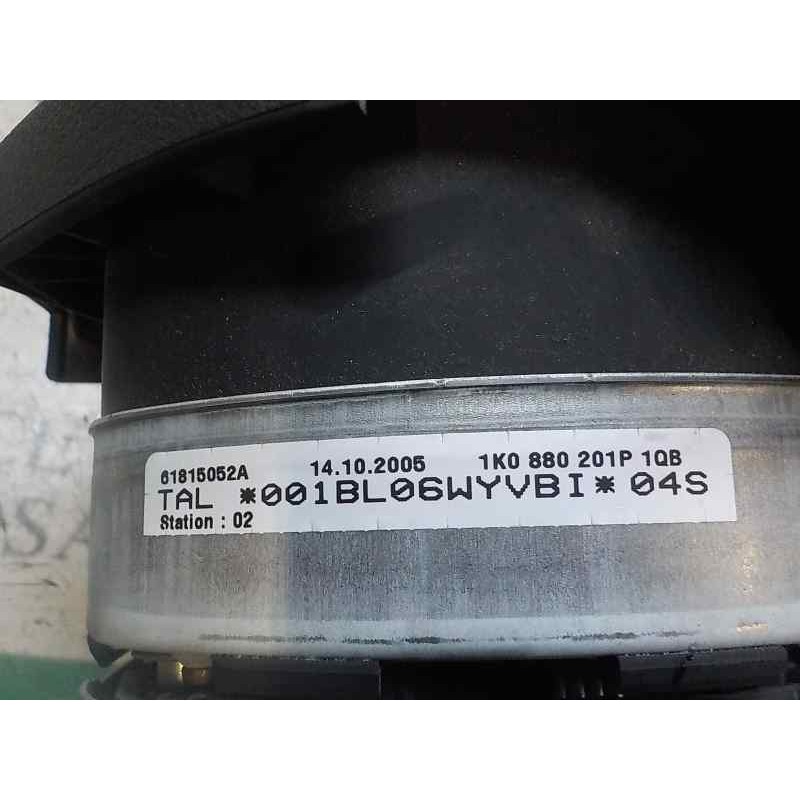 61815052A 14.10.2005 1K0 880 201P 1QB
TAL *001BL06WYVBI* 04S
Station : 02